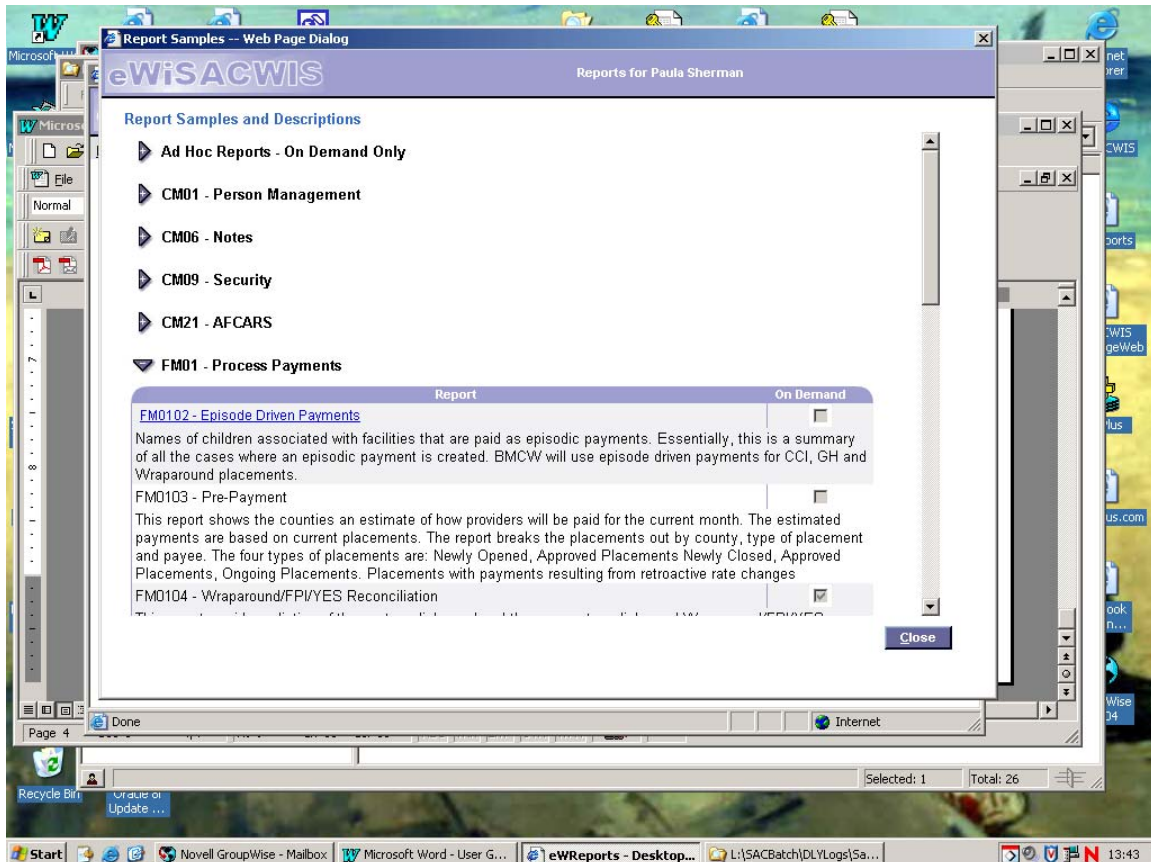 Report Samples -- Web Page Dialog
eWiSACWIS
Reports for Paula Sherman
Report Samples and Descriptions
Ad Hoc Reports - On Demand Only
CM01 - Person Management
CM06 - Notes
CM09 - Security
CM21 - AFCARS
FM01 - Process Payments
Report On Demand
FM0102 - Episode Driven Payments
Names of children associated with facilities that are paid as episodic payments. Essentially, this is a summary
of all the cases where an episodic payment is created. BMCW will use episode driven payments for CCI, GH and
Wraparound placements.
FM0103 - Pre-Payment
This report shows the counties an estimate of how providers will be paid for the current month. The estimated
payments are based on current placements. The report breaks the placements out by county, type of placement
and payee. The four types of placements are: Newly Opened, Approved Placements Newly Closed, Approved
Placements, Ongoing Placements. Placements with payments resulting from retroactive rate changes
FM0104 - Wraparound/FPI/YES Reconciliation
Close
Done
Internet
File
Normal
Page 4
Selected: 1 Total: 26
Recycle Bin
Update ...
Start
Novell GroupWise - Mailbox
Microsoft Word - User G...
eWReports - Desktop...
L:\SACBatch\DLYLogs\Sa...
13:43